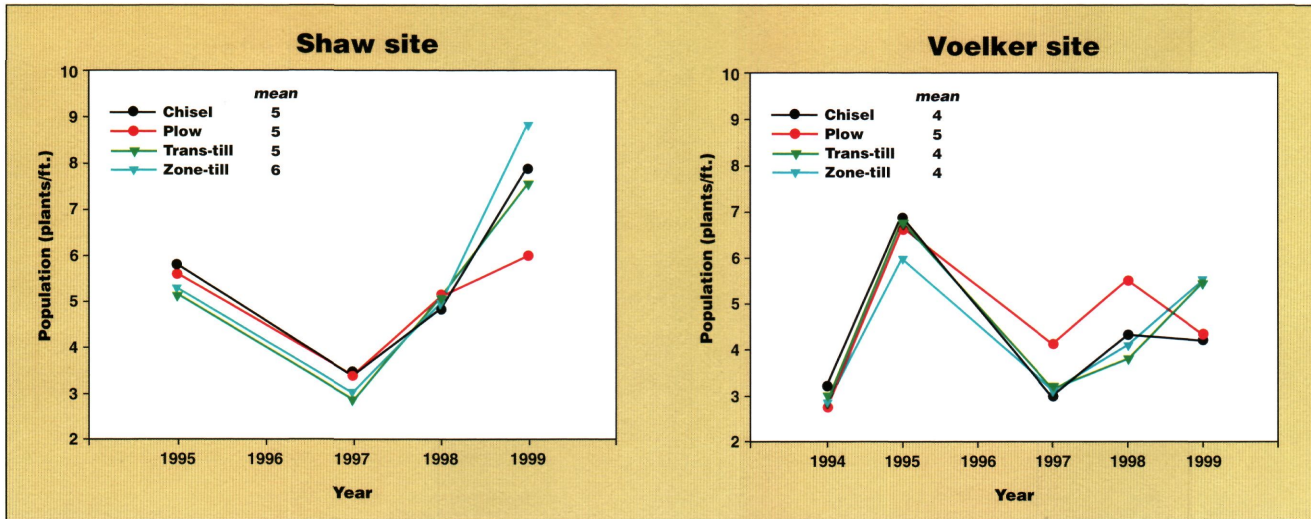 Shaw site
mean
Chisel 5
Plow 5
Trans-till 5
Zone-till 6
Population (plants/ft.)
10
9
8
7
6
5
4
3
2
1995 1996 1997 1998 1999
Year
Voelker site
mean
Chisel 4
Plow 5
Trans-till 4
Zone-till 4
Population (plants/ft.)
10
9
8
7
6
5
4
3
2
1994 1995 1996 1997 1998 1999
Year